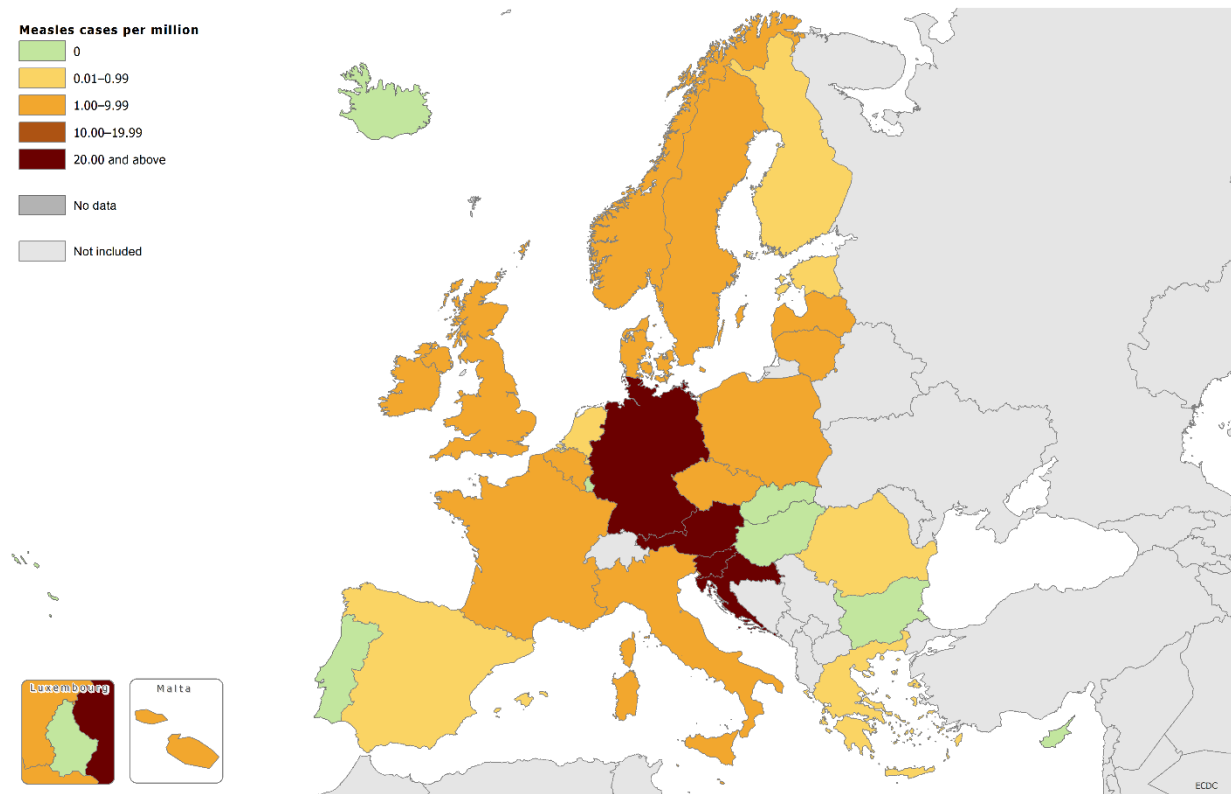 Measles cases per million
0
0.01–0.99
1.00–9.99
10.00–19.99
20.00 and above
No data
Not included
Luxembourg
Malta
ECDC